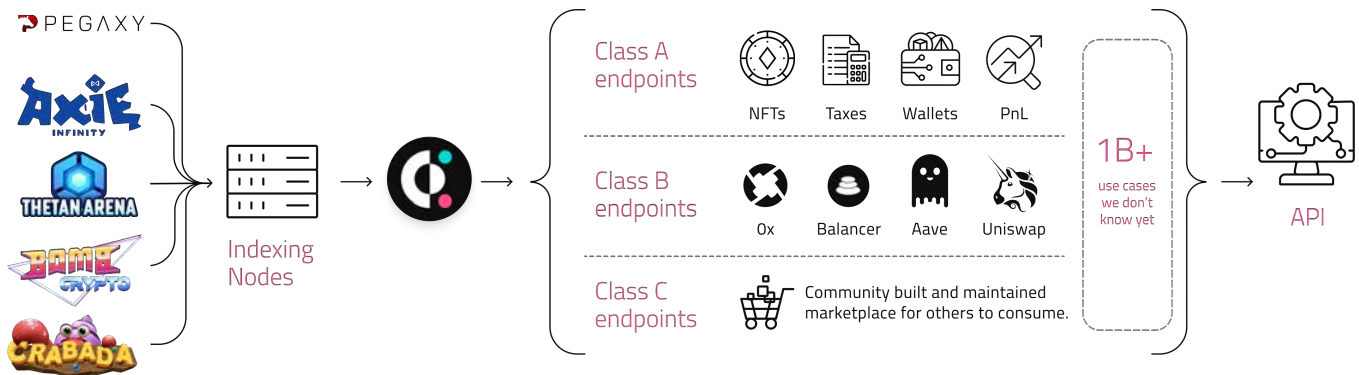 PEGAXY
AXIE
INFINITY
THETAN ARENA
BOMB
CRYPTO
CRABADA
Indexing
Nodes
Class A
endpoints
NFTs
Taxes
Wallets
PnL
Class B
endpoints
0x
Balancer
Aave
Uniswap
Class C
endpoints
Community built and maintained
marketplace for others to consume.
1B+
use cases
we don't
know yet
API